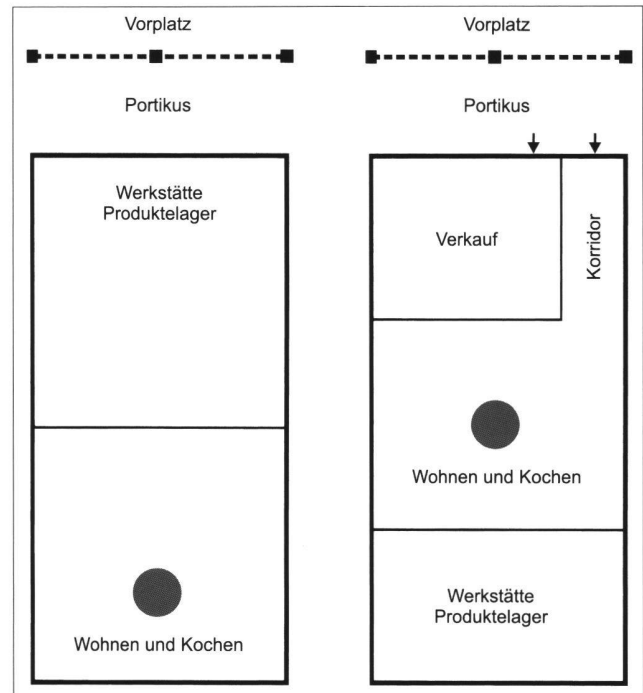 Vorplatz
Portikus
Werkstätte
Produktelager
Wohnen und Kochen
Vorplatz
Portikus
Verkauf
Korridor
Wohnen und Kochen
Werkstätte
Produktelager